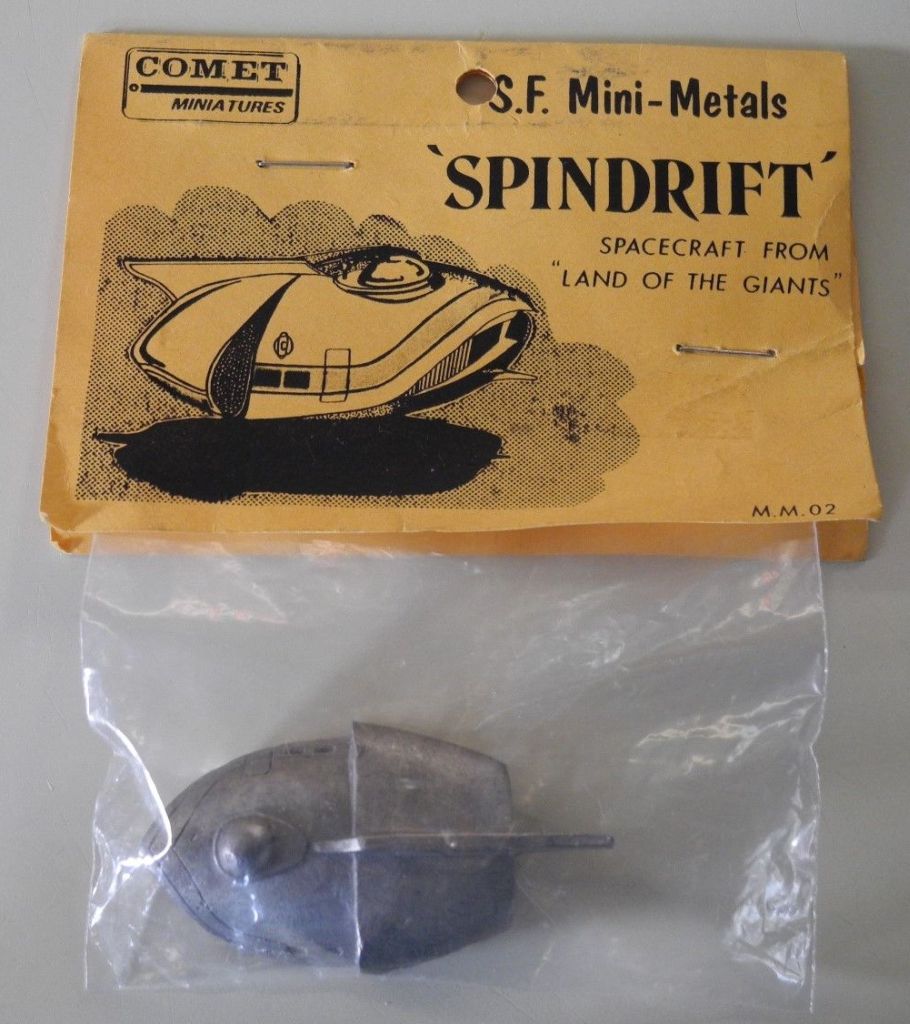 COMET
MINIATURES
S.F. Mini-Metals
‘SPINDRIFT’
SPACECRAFT FROM
“LAND OF THE GIANTS”
M.M.02